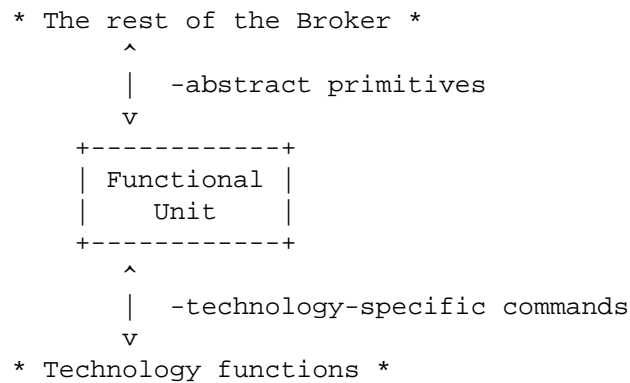 * The rest of the Broker *
^
| -abstract primitives
v
+------------+
| Functional |
| Unit |
+------------+
^
| -technology-specific commands
v
* Technology functions *